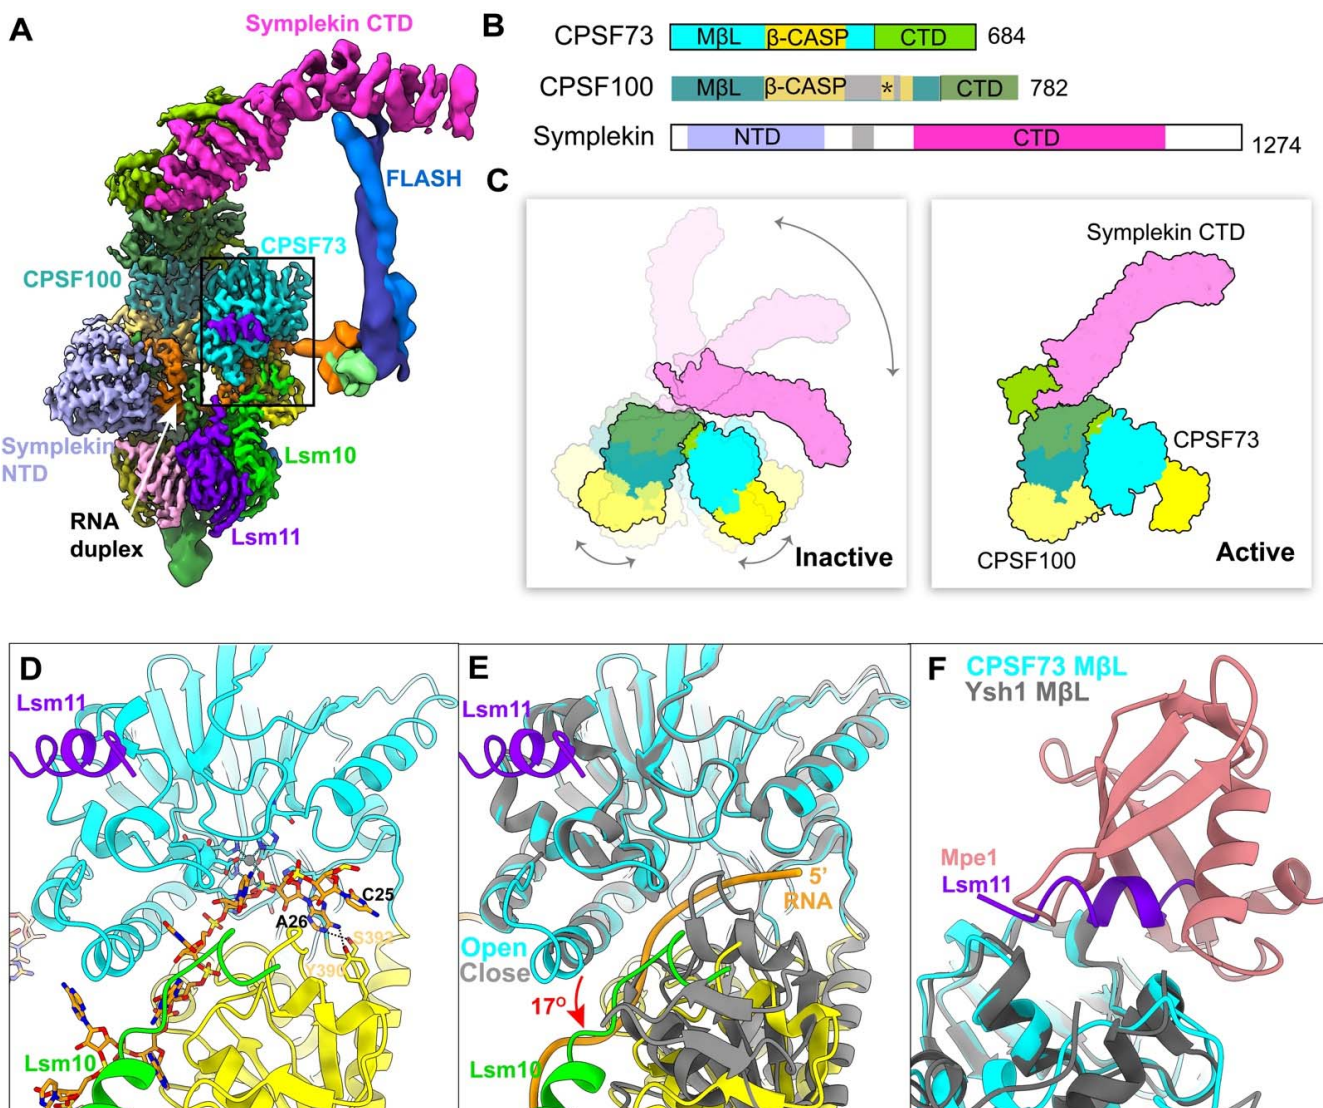 A
Symplekin CTD
FLASH
CPSF73
CPSF100
Symplekin
NTD
Lsm10
RNA
duplex
Lsm11
B
CPSF73 MβL β-CASP CTD 684
CPSF100 MβL β-CASP * CTD 782
Symplekin NTD CTD 1274
C
Inactive
Symplekin CTD
CPSF73
CPSF100
Active
D
Lsm11
C25
A26
S393
Y390
Lsm10
E
Lsm11
5'
RNA
Open
Close
17º
Lsm10
F
CPSF73 MβL
Ysh1 MβL
Mpe1
Lsm11